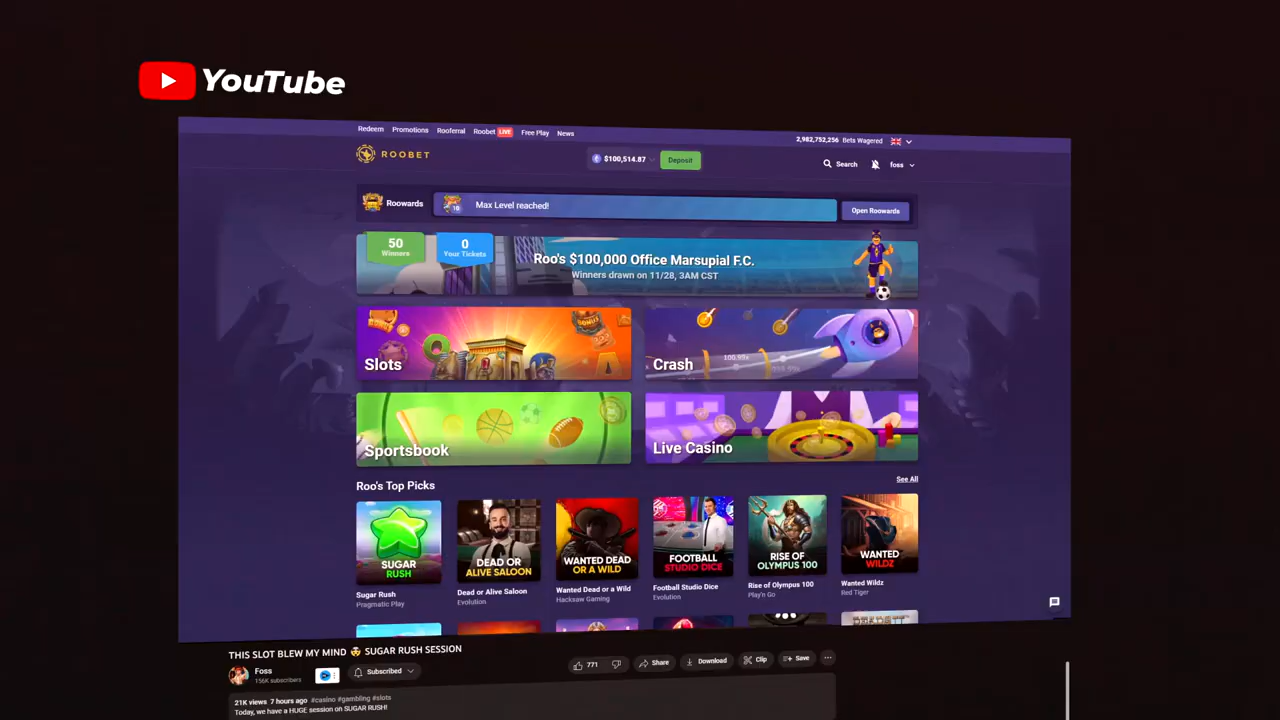 YouTube
Redeem Promotions Rooferral Roobet LIVE Free Play News
2,982,752,256 Bets Wagered
ROOBET
$100,514.87
Deposit
Search
foss
Roowards
18
Max Level reached!
Open Roowards
50
Winners
0
Your Tickets
Roo's $100,000 Office Marsupial F.C.
Winners drawn on 11/28, 3AM CST
Slots
Crash
Sportsbook
Live Casino
Roo's Top Picks
See All
SUGAR RUSH
DEAD OR ALIVE SALOON
WANTED DEAD OR A WILD
FOOTBALL STUDIO DICE
RISE OF OLYMPUS 100
WANTED WILDZ
Sugar Rush
Pragmatic Play
Dead or Alive Saloon
Evolution
Wanted Dead or a Wild
Hacksaw Gaming
Football Studio Dice
Evolution
Rise of Olympus 100
Play'n Go
Wanted Wildz
Red Tiger
THIS SLOT BLEW MY MIND 🤯 SUGAR RUSH SESSION
Foss
156K subscribers
Subscribed
771
Share
Download
Clip
Save
21K views 7 hours ago #casino #gambling #slots
Today, we have a HUGE session on SUGAR RUSH!